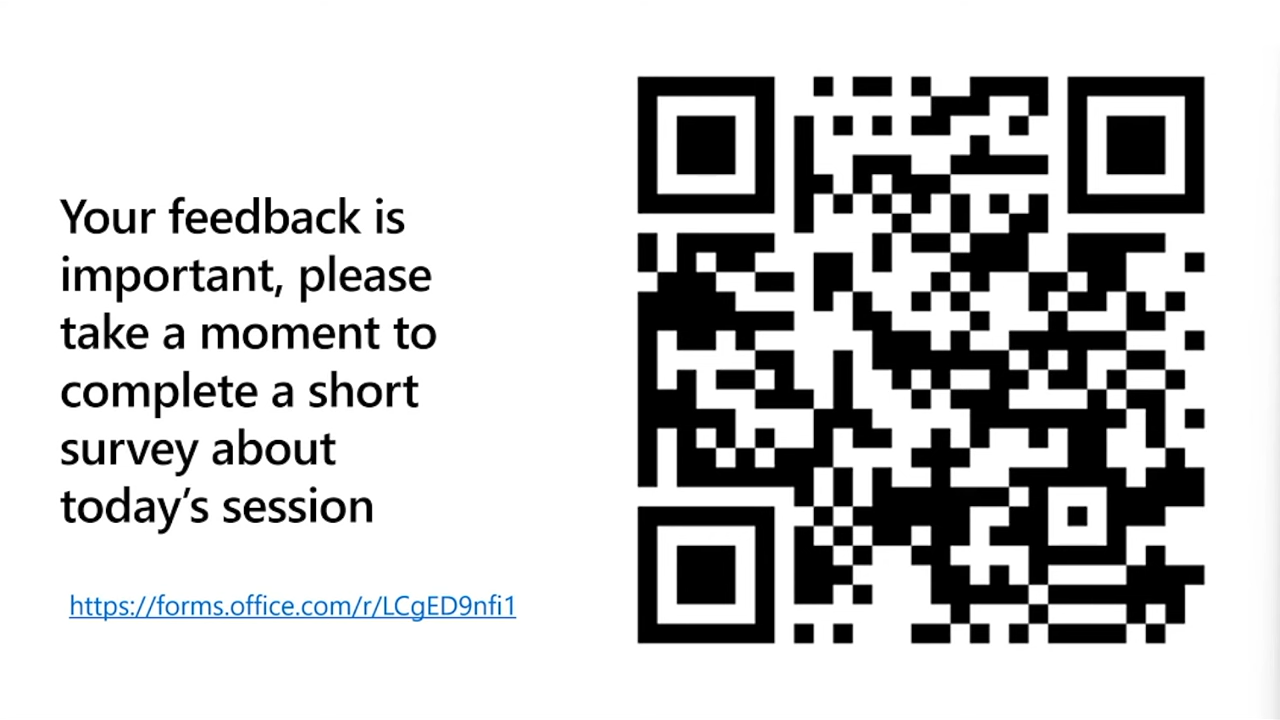 Your feedback is
important, please
take a moment to
complete a short
survey about
today’s session
https://forms.office.com/r/LCgED9nfi1